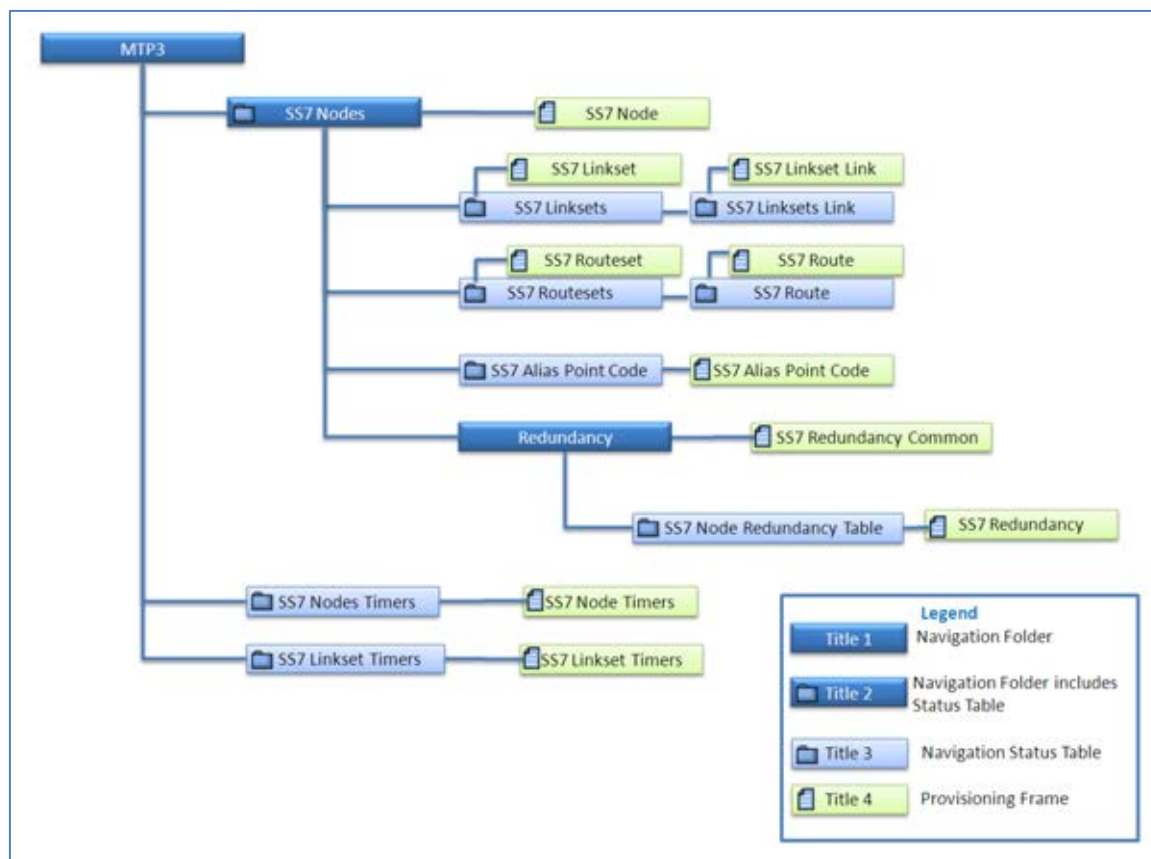 MTP3
SS7 Nodes
SS7 Node
SS7 Linkset
SS7 Linkset Link
SS7 Linksets
SS7 Linksets Link
SS7 Routeset
SS7 Route
SS7 Routesets
SS7 Route
SS7 Alias Point Code
SS7 Alias Point Code
Redundancy
SS7 Redundancy Common
SS7 Node Redundancy Table
SS7 Redundancy
SS7 Nodes Timers
SS7 Node Timers
SS7 Linkset Timers
SS7 Linkset Timers
Legend
Title 1
Navigation Folder
Title 2
Navigation Folder includes
Status Table
Title 3
Navigation Status Table
Title 4
Provisioning Frame